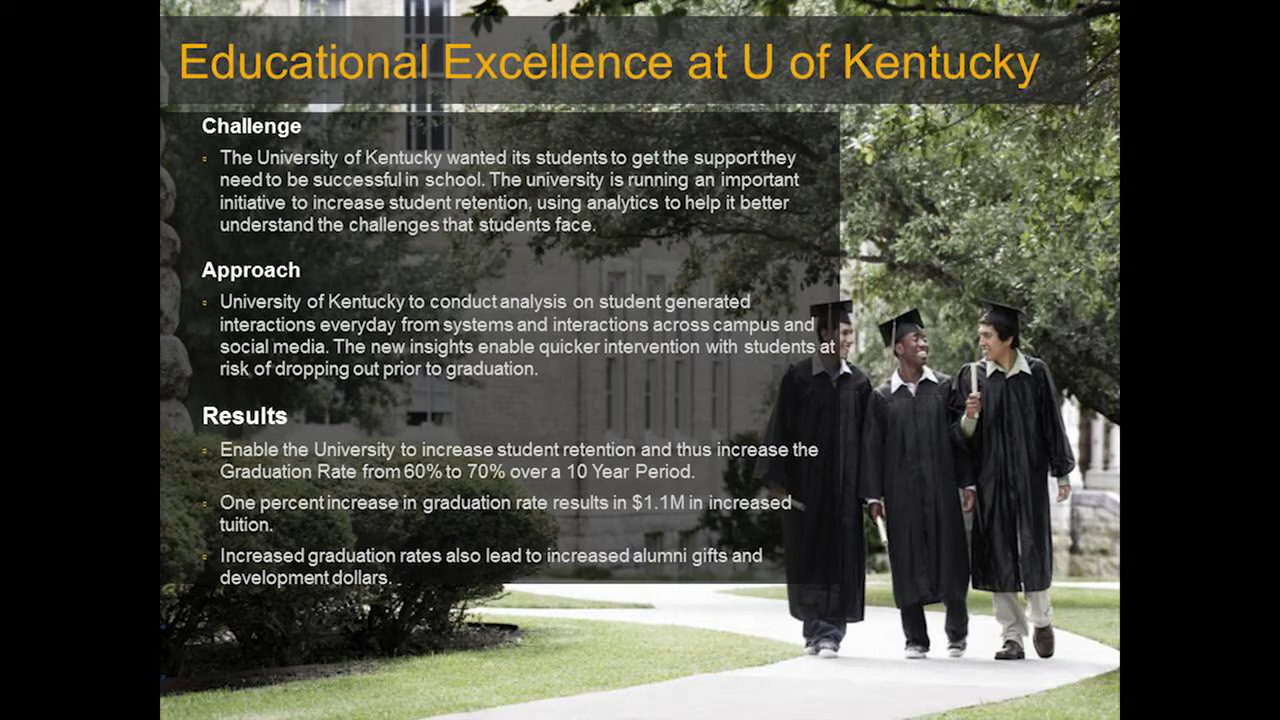 Educational Excellence at U of Kentucky
Challenge
The University of Kentucky wanted its students to get the support they
need to be successful in school. The university is running an important
initiative to increase student retention, using analytics to help it better
understand the challenges that students face.
Approach
University of Kentucky to conduct analysis on student generated
interactions everyday from systems and interactions across campus and
social media. The new insights enable quicker intervention with students at
risk of dropping out prior to graduation.
Results
Enable the University to increase student retention and thus increase the
Graduation Rate from 60% to 70% over a 10 Year Period.
One percent increase in graduation rate results in $1.1M in increased
tuition.
Increased graduation rates also lead to increased alumni gifts and
development dollars.